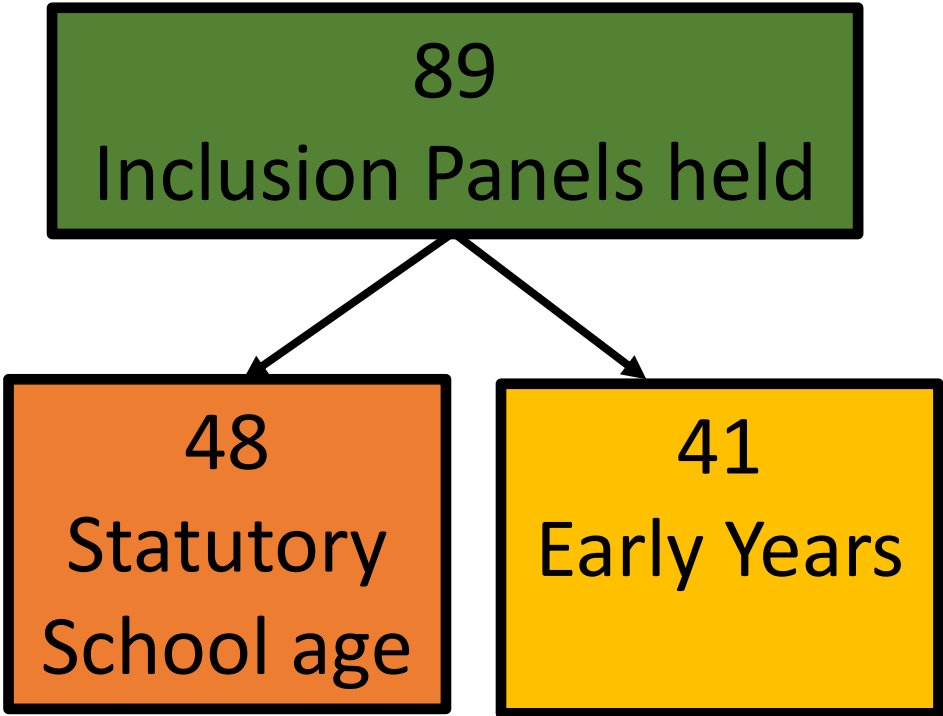 89
Inclusion Panels held
48
Statutory
School age
41
Early Years